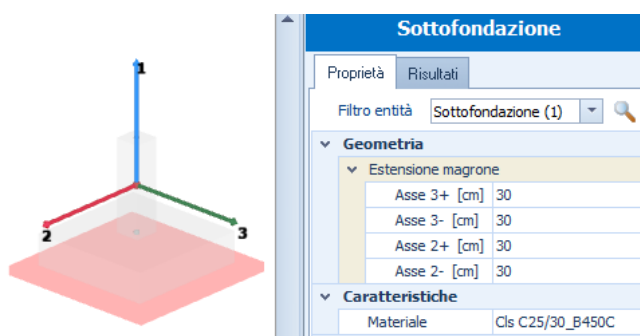 1
2
3
Sottofondazione
Proprietà Risultati
Filtro entità Sottofondazione (1)
Geometria
Estensione magrone
Asse 3+ [cm] 30
Asse 3- [cm] 30
Asse 2+ [cm] 30
Asse 2- [cm] 30
Caratteristiche
Materiale Cls C25/30_B450C